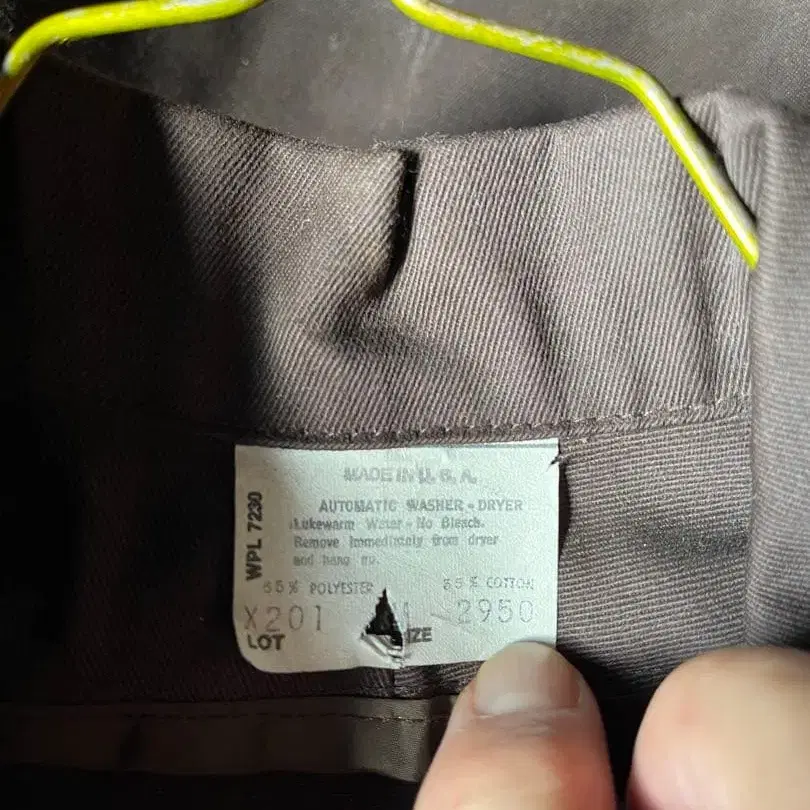 MADE IN U.S.A.
WPL 7230
AUTOMATIC WASHER - DRYER
Lukewarm Water - No Bleach.
Remove immediately from dryer
and hang up.
65% POLYESTER 35% COTTON
X201 2950
LOT